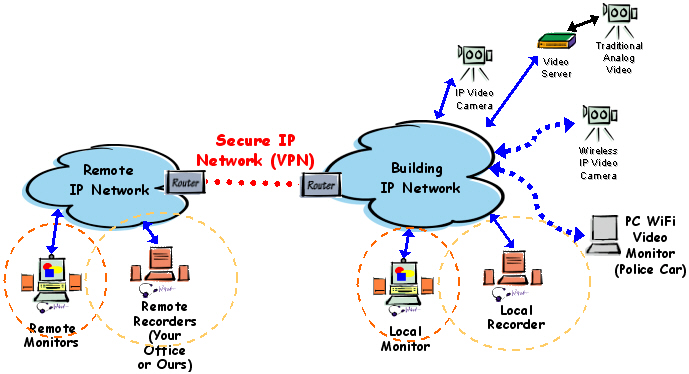 Traditional
Analog
Video
Video
Server
IP Video
Camera
Secure IP
Network (VPN)
Wireless
IP Video
Camera
Remote
IP Network
Router
Router
Building
IP Network
PC WiFi
Video
Monitor
(Police Car)
Remote
Monitors
Remote
Recorders
(Your
Office
or Ours)
Local
Monitor
Local
Recorder